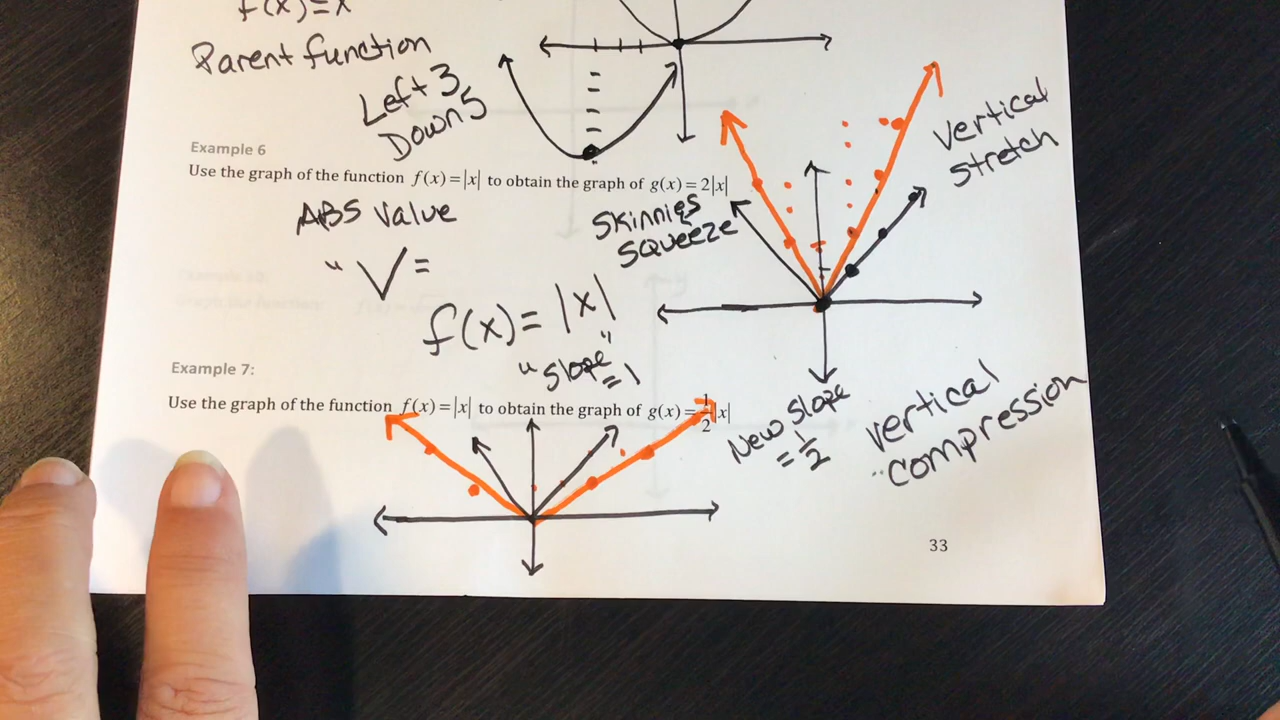 f(x)=x
Parent function
Left 3
Down 5
Example 6
Use the graph of the function f(x)=|x| to obtain the graph of g(x)=2|x|
ABS Value
"V=
f(x)= |x|
"slope"
=1
Skinnies
squeeze
Vertical
stretch
Example 7:
Use the graph of the function f(x)=|x| to obtain the graph of g(x)=1/2|x|
New slope
= 1/2
vertical
compression
33